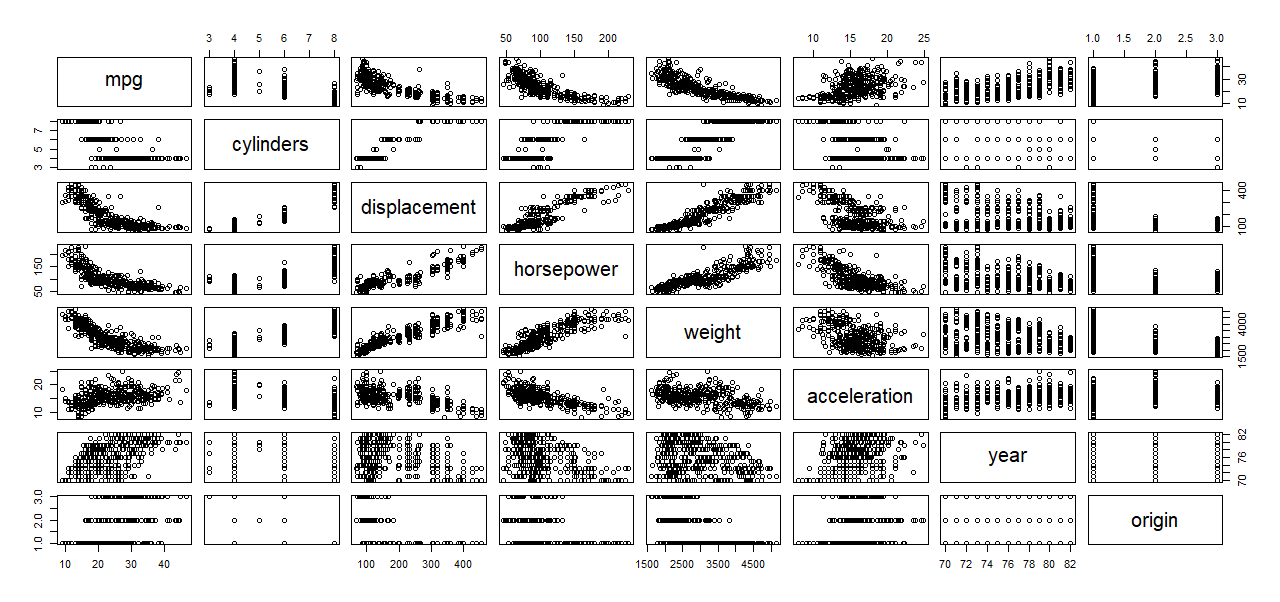 3 4 5 6 7 8 50 100 150 200 10 15 20 25 1.0 1.5 2.0 2.5 3.0
mpg 10 30
3 5 7 cylinders
displacement 100 400
50 150 horsepower
weight 1500 4000
10 20 acceleration
year 70 76 82
1.0 2.0 3.0 origin
10 20 30 40 100 200 300 400 1500 2500 3500 4500 70 72 74 76 78 80 82